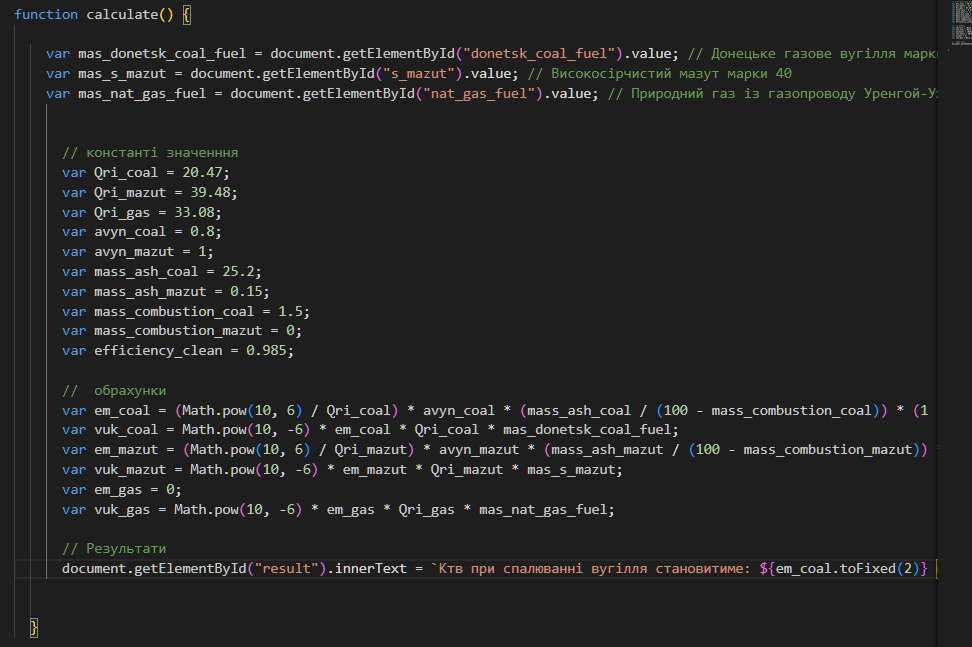 function calculate() {
var mas_donetsk_coal_fuel = document.getElementById("donetsk_coal_fuel").value; // Донецьке газове вугілля марк
var mas_s_mazut = document.getElementById("s_mazut").value; // Високосірчистий мазут марки 40
var mas_nat_gas_fuel = document.getElementById("nat_gas_fuel").value; // Природний газ із газопроводу Уренгой-У
// константі значенння
var Qri_coal = 20.47;
var Qri_mazut = 39.48;
var Qri_gas = 33.08;
var avyn_coal = 0.8;
var avyn_mazut = 1;
var mass_ash_coal = 25.2;
var mass_ash_mazut = 0.15;
var mass_combustion_coal = 1.5;
var mass_combustion_mazut = 0;
var efficiency_clean = 0.985;
// обрахунки
var em_coal = (Math.pow(10, 6) / Qri_coal) * avyn_coal * (mass_ash_coal / (100 - mass_combustion_coal)) * (1
var vuk_coal = Math.pow(10, -6) * em_coal * Qri_coal * mas_donetsk_coal_fuel;
var em_mazut = (Math.pow(10, 6) / Qri_mazut) * avyn_mazut * (mass_ash_mazut / (100 - mass_combustion_mazut))
var vuk_mazut = Math.pow(10, -6) * em_mazut * Qri_mazut * mas_s_mazut;
var em_gas = 0;
var vuk_gas = Math.pow(10, -6) * em_gas * Qri_gas * mas_nat_gas_fuel;
// Результати
document.getElementById("result").innerText = `Ктв при спалюванні вугілля становитиме: ${em_coal.toFixed(2)}
}